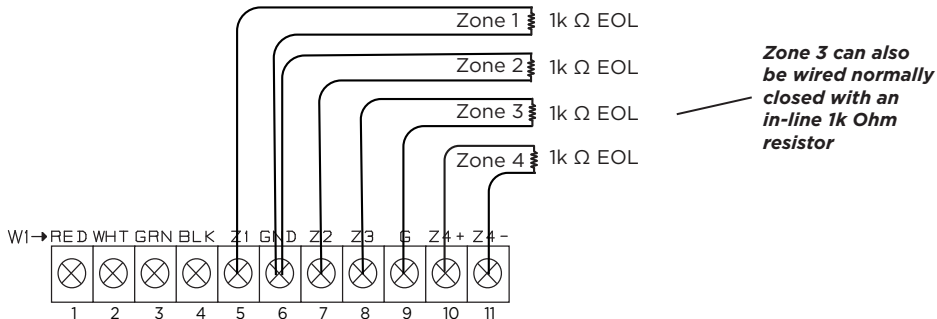 Zone 1 1k Ω EOL
Zone 2 1k Ω EOL
Zone 3 1k Ω EOL
Zone 4 1k Ω EOL
Zone 3 can also
be wired normally
closed with an
in-line 1k Ohm
resistor
W1→ RED WHT GRN BLK Z1 GND Z2 Z3 G Z4+ Z4-
1 2 3 4 5 6 7 8 9 10 11